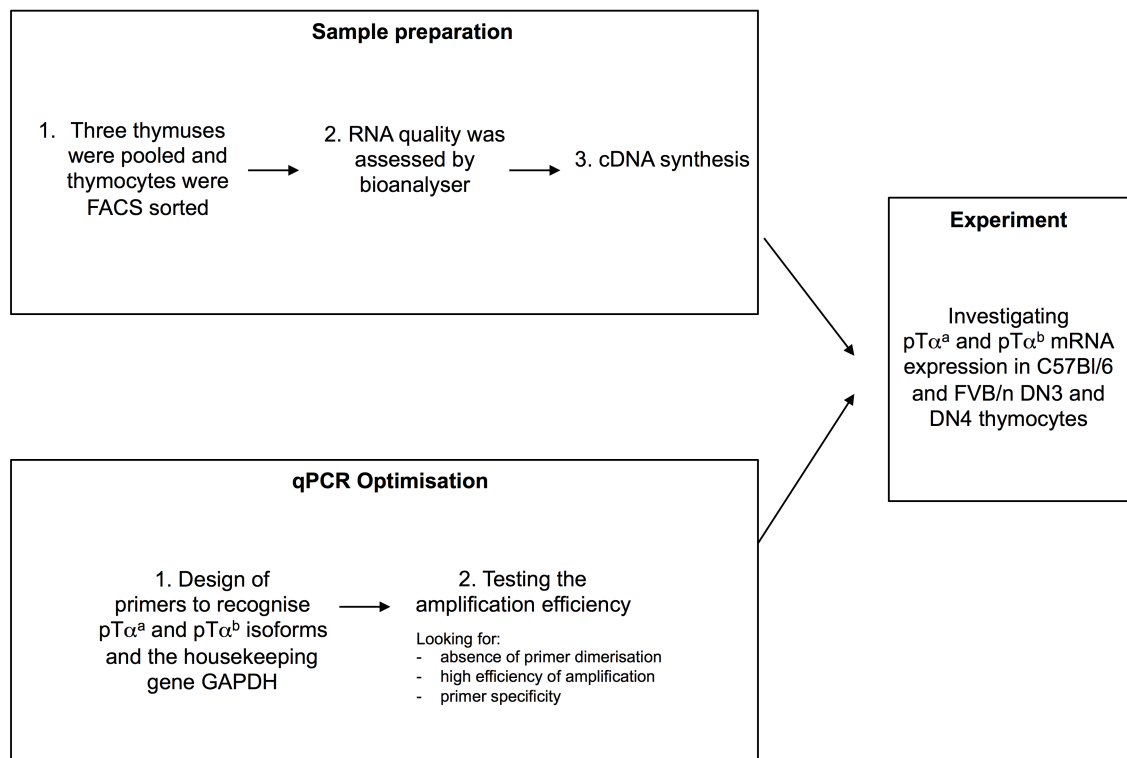 Sample preparation
1. Three thymuses
were pooled and
thymocytes were
FACS sorted
2. RNA quality was
assessed by
bioanalyser
3. cDNA synthesis
qPCR Optimisation
1. Design of
primers to recognise
pTαᵃ and pTαᵇ isoforms
and the housekeeping
gene GAPDH
2. Testing the
amplification efficiency
Looking for:
- absence of primer dimerisation
- high efficiency of amplification
- primer specificity
Experiment
Investigating
pTαᵃ and pTαᵇ mRNA
expression in C57Bl/6
and FVB/n DN3 and
DN4 thymocytes